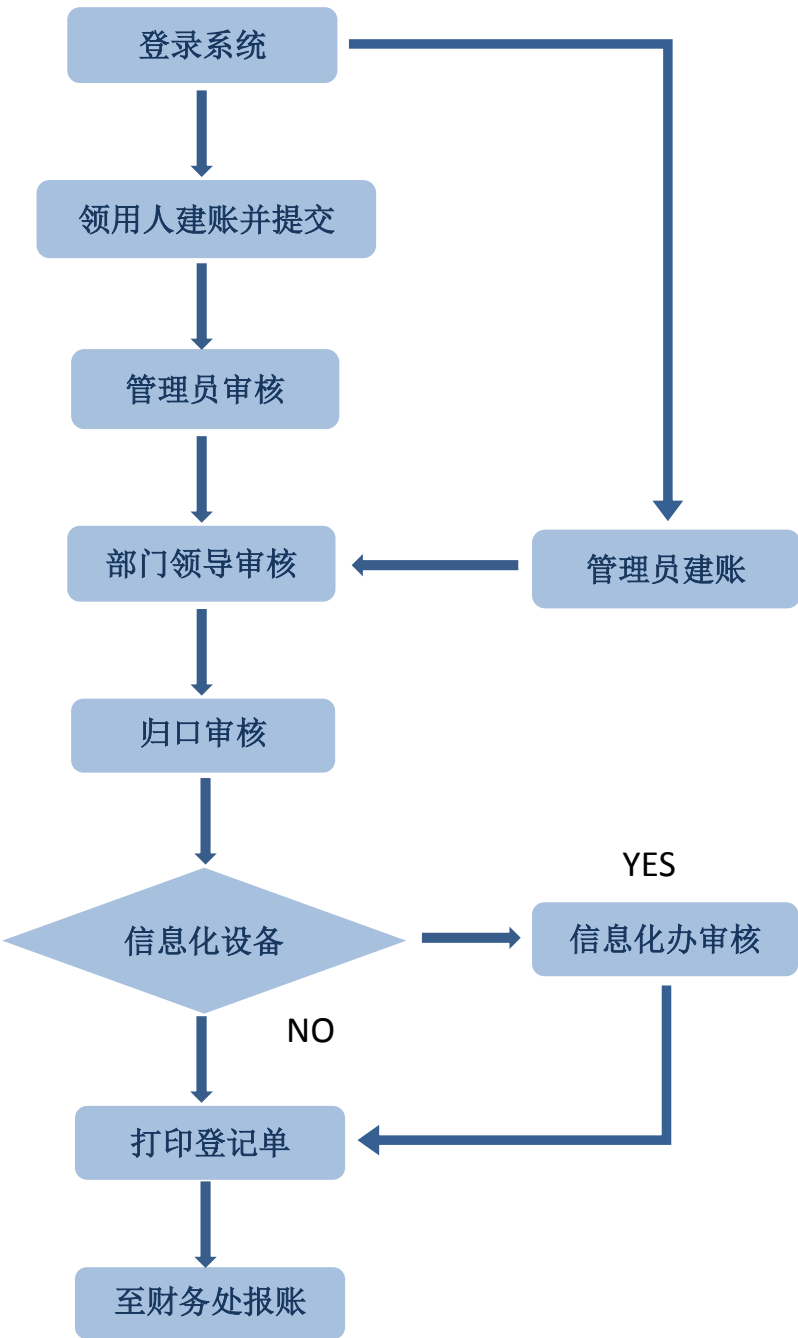 登录系统
领用人建账并提交
管理员审核
部门领导审核
管理员建账
归口审核
YES
信息化设备
信息化办审核
NO
打印登记单
至财务处报账